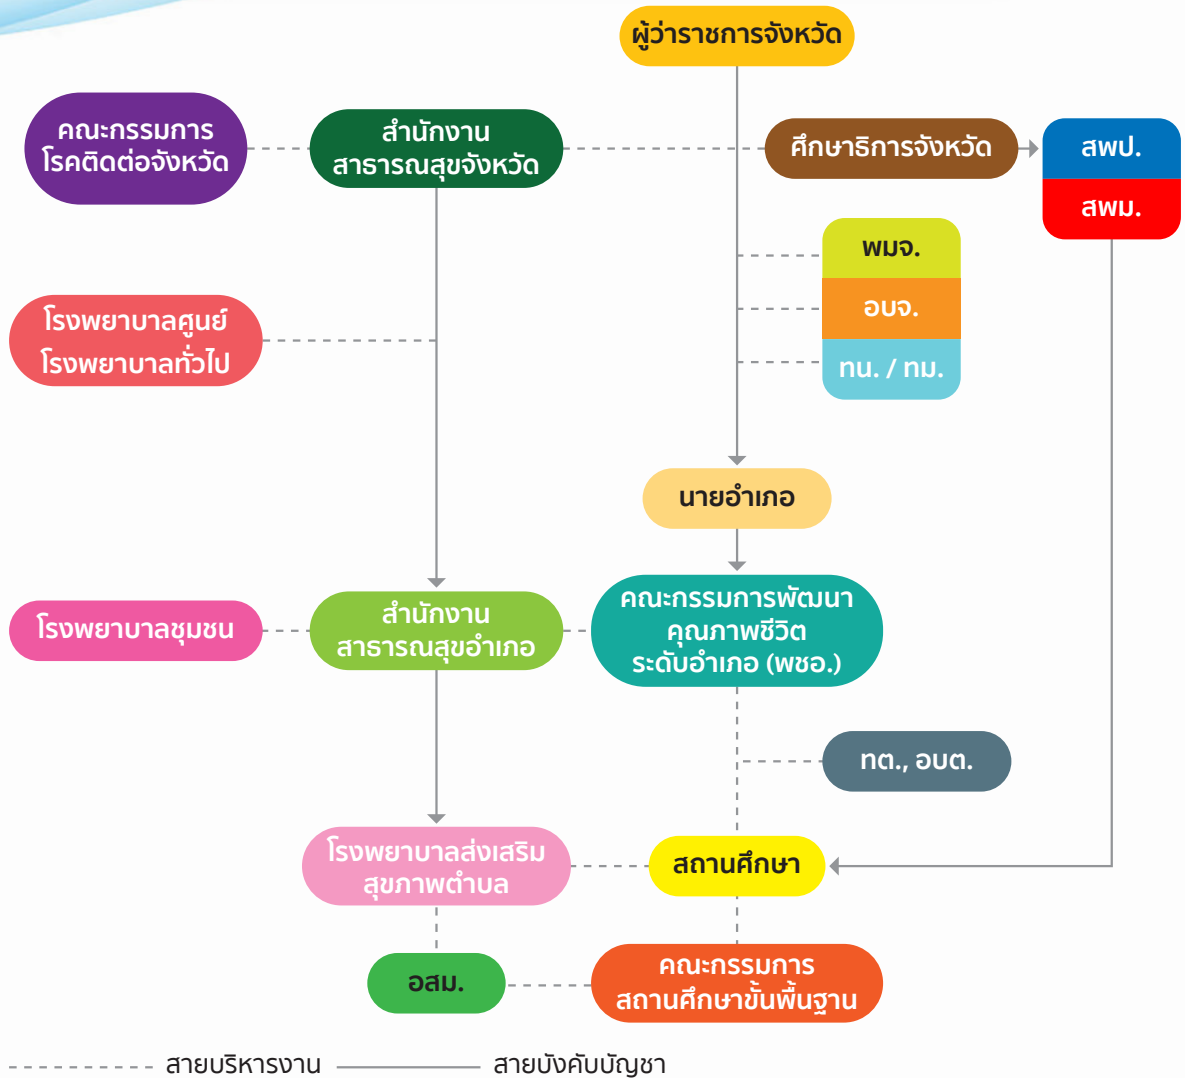 ผู้ว่าราชการจังหวัด
คณะกรรมการ
โรคติดต่อจังหวัด
สำนักงาน
สาธารณสุขจังหวัด
ศึกษาธิการจังหวัด
สพป.
สพม.
พมจ.
อบจ.
ทน. / ทม.
โรงพยาบาลศูนย์
โรงพยาบาลทั่วไป
นายอำเภอ
โรงพยาบาลชุมชน
สำนักงาน
สาธารณสุขอำเภอ
คณะกรรมการพัฒนา
คุณภาพชีวิต
ระดับอำเภอ (พชอ.)
ทต., อบต.
โรงพยาบาลส่งเสริม
สุขภาพตำบล
สถานศึกษา
อสม.
คณะกรรมการ
สถานศึกษาขั้นพื้นฐาน
สายบริหารงาน
สายบังคับบัญชา